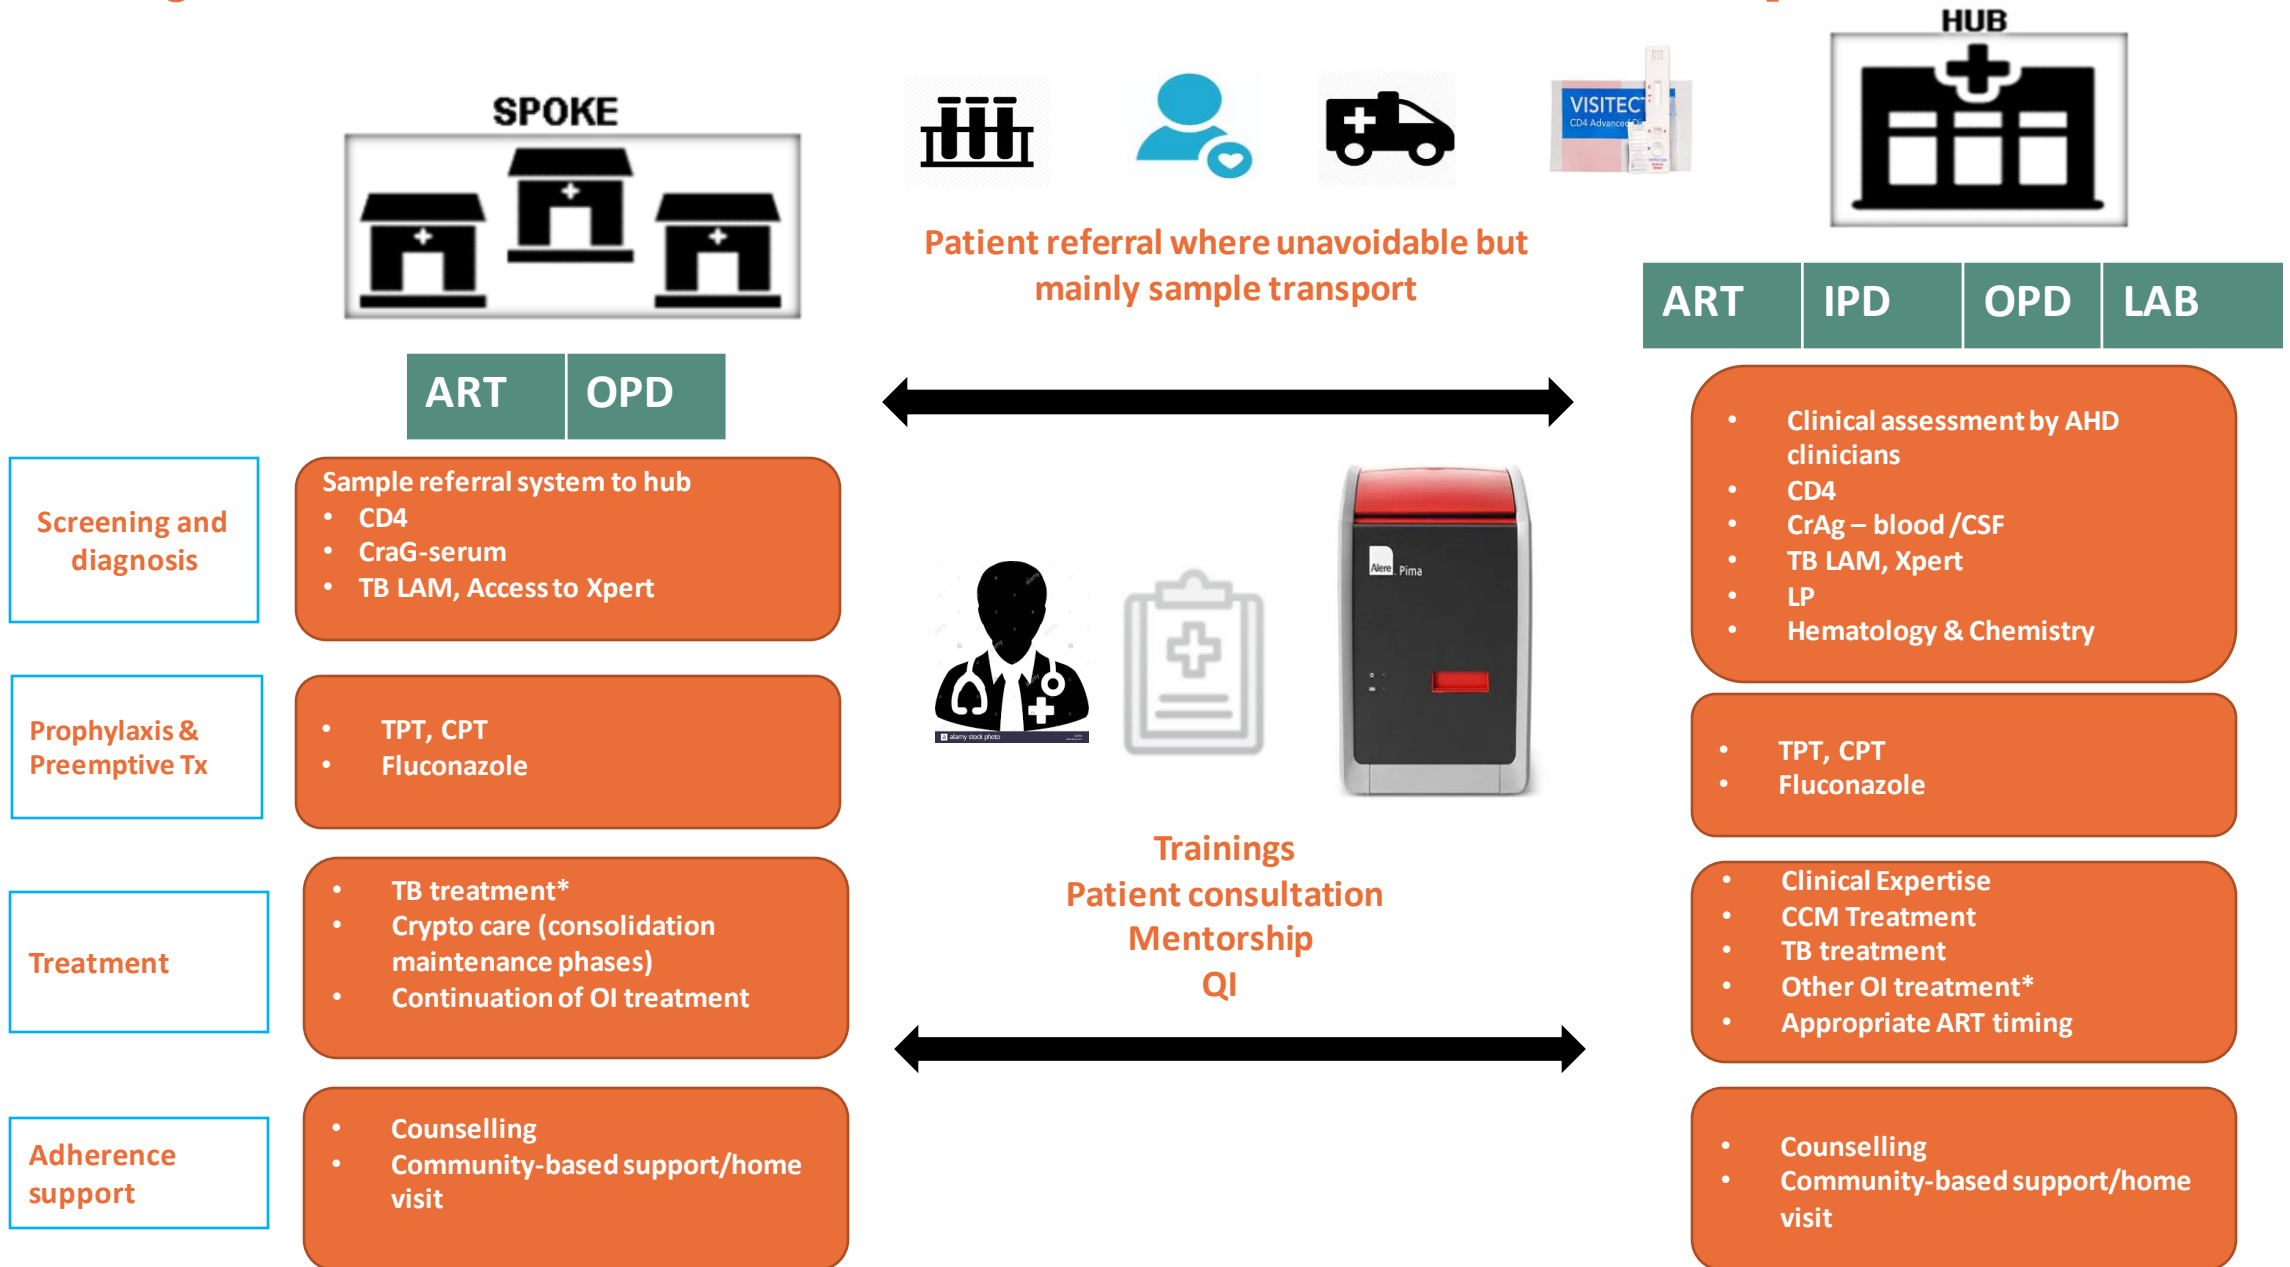 HUB
SPOKE
VISITECT
CD4 Advanced Di
Patient referral where unavoidable but
mainly sample transport
ART IPD OPD LAB
ART OPD
Screening and
diagnosis
Sample referral system to hub
• CD4
• CraG-serum
• TB LAM, Access to Xpert
• Clinical assessment by AHD
clinicians
• CD4
• CrAg – blood /CSF
• TB LAM, Xpert
• LP
• Hematology & Chemistry
Alere Pima
alamy stock photo
Prophylaxis &
Preemptive Tx
• TPT, CPT
• Fluconazole
• TPT, CPT
• Fluconazole
Trainings
Patient consultation
Mentorship
QI
Treatment
• TB treatment*
• Crypto care (consolidation
maintenance phases)
• Continuation of OI treatment
• Clinical Expertise
• CCM Treatment
• TB treatment
• Other OI treatment*
• Appropriate ART timing
Adherence
support
• Counselling
• Community-based support/home
visit
• Counselling
• Community-based support/home
visit